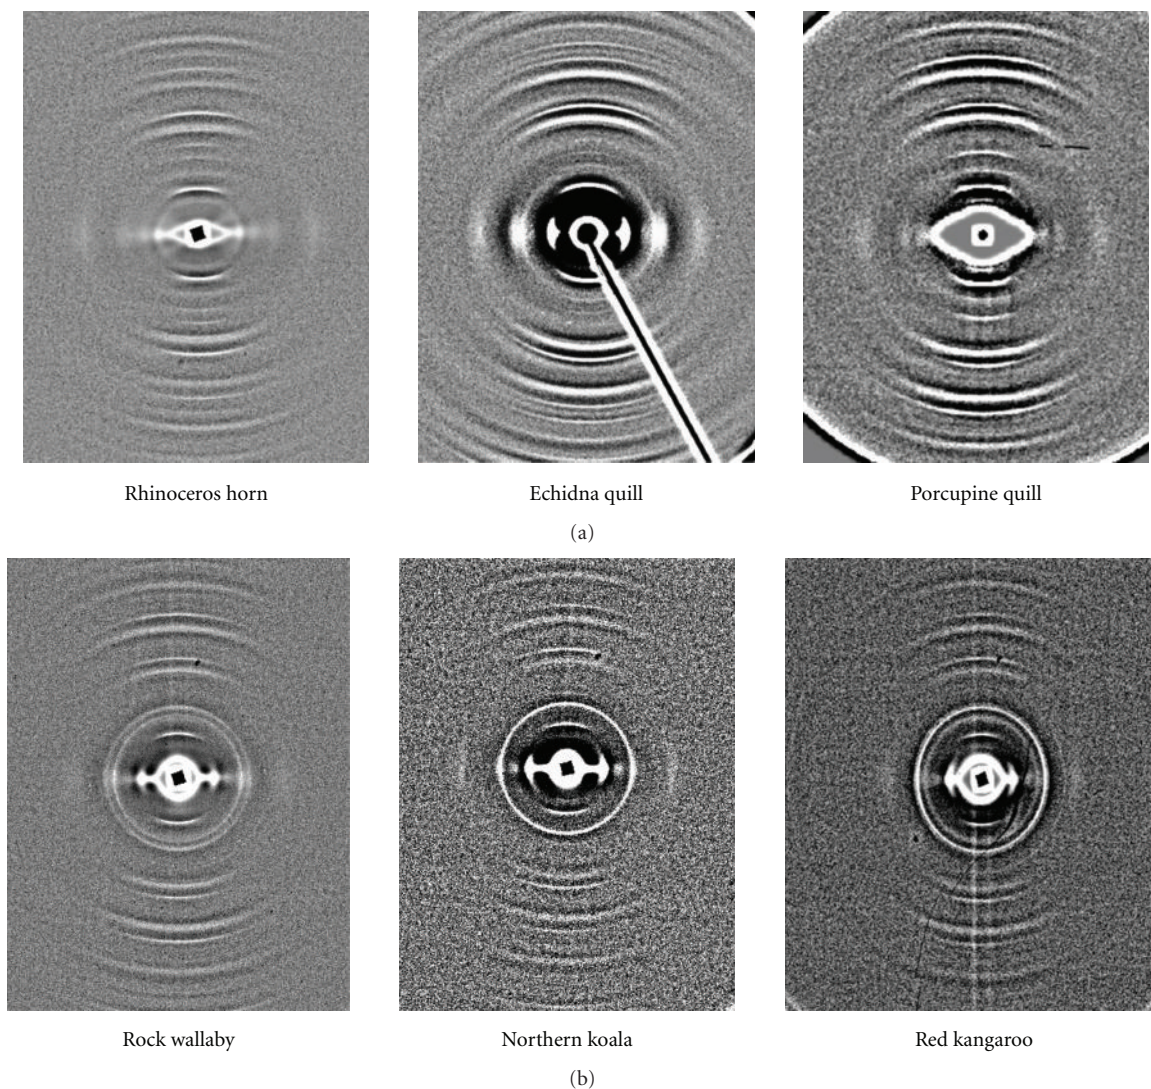 Rhinoceros horn
Echidna quill
Porcupine quill
(a)
Rock wallaby
Northern koala
Red kangaroo
(b)